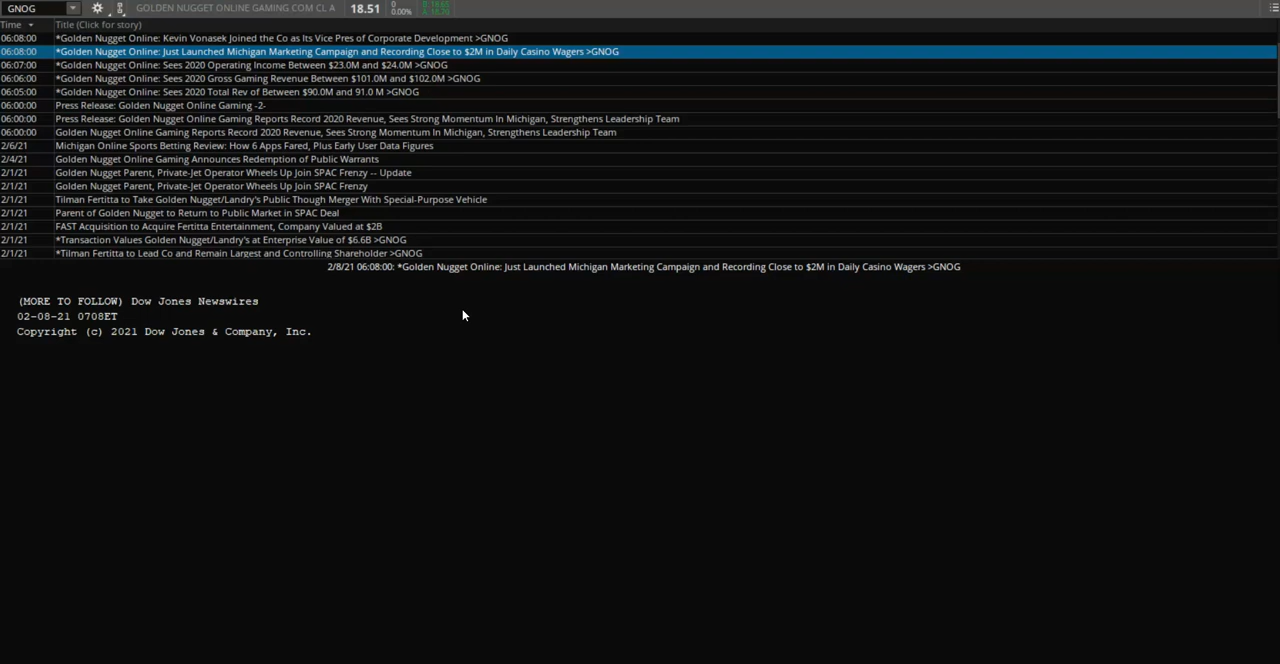 GNOG GOLDEN NUGGET ONLINE GAMING COM CL A 18.51 0
0.00%
Time Title (Click for story)
06:08:00 *Golden Nugget Online: Kevin Vonasek Joined the Co as Its Vice Pres of Corporate Development >GNOG
06:08:00 *Golden Nugget Online: Just Launched Michigan Marketing Campaign and Recording Close to $2M in Daily Casino Wagers >GNOG
06:07:00 *Golden Nugget Online: Sees 2020 Operating Income Between $23.0M and $24.0M >GNOG
06:06:00 *Golden Nugget Online: Sees 2020 Gross Gaming Revenue Between $101.0M and $102.0M >GNOG
06:05:00 *Golden Nugget Online: Sees 2020 Total Rev of Between $90.0M and 91.0 M >GNOG
06:00:00 Press Release: Golden Nugget Online Gaming -2-
06:00:00 Press Release: Golden Nugget Online Gaming Reports Record 2020 Revenue, Sees Strong Momentum In Michigan, Strengthens Leadership Team
06:00:00 Golden Nugget Online Gaming Reports Record 2020 Revenue, Sees Strong Momentum In Michigan, Strengthens Leadership Team
2/6/21 Michigan Online Sports Betting Review: How 6 Apps Fared, Plus Early User Data Figures
2/4/21 Golden Nugget Online Gaming Announces Redemption of Public Warrants
2/1/21 Golden Nugget Parent, Private-Jet Operator Wheels Up Join SPAC Frenzy -- Update
2/1/21 Golden Nugget Parent, Private-Jet Operator Wheels Up Join SPAC Frenzy
2/1/21 Tilman Fertitta to Take Golden Nugget/Landry's Public Though Merger With Special-Purpose Vehicle
2/1/21 Parent of Golden Nugget to Return to Public Market in SPAC Deal
2/1/21 FAST Acquisition to Acquire Fertitta Entertainment, Company Valued at $2B
2/1/21 *Transaction Values Golden Nugget/Landry's at Enterprise Value of $6.6B >GNOG
2/1/21 *Tilman Fertitta to Lead Co and Remain Largest and Controlling Shareholder >GNOG
2/8/21 06:08:00: *Golden Nugget Online: Just Launched Michigan Marketing Campaign and Recording Close to $2M in Daily Casino Wagers >GNOG
(MORE TO FOLLOW) Dow Jones Newswires
02-08-21 0708ET
Copyright (c) 2021 Dow Jones & Company, Inc.